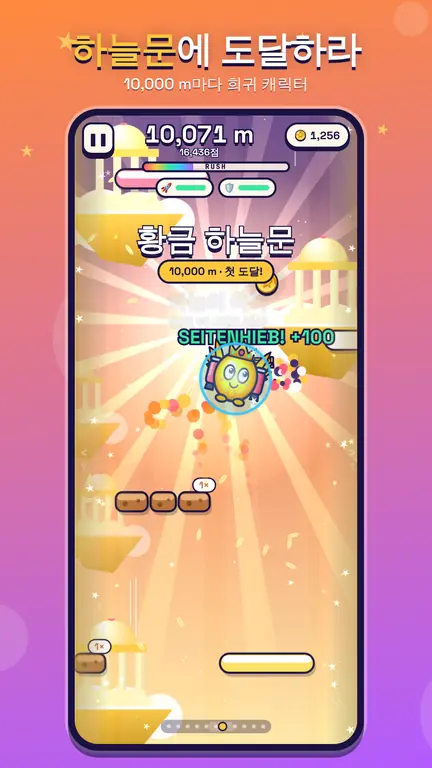 하늘문에 도달하라
10,000 m마다 희귀 캐릭터
10,071 m
1,256
16,436점
RUSH
황금 하늘문
10,000 m · 첫 도달!
SEITENHIEB! +100
1×
1×